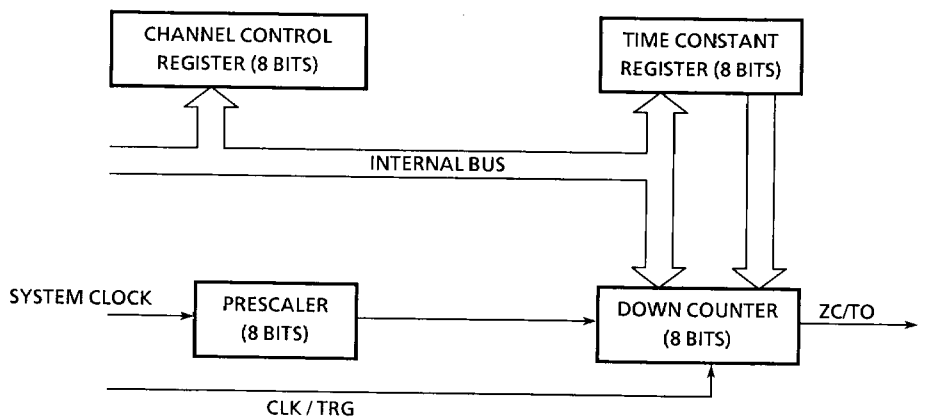 CHANNEL CONTROL
REGISTER (8 BITS)
TIME CONSTANT
REGISTER (8 BITS)
INTERNAL BUS
SYSTEM CLOCK
PRESCALER
(8 BITS)
DOWN COUNTER
(8 BITS)
ZC/TO
CLK / TRG